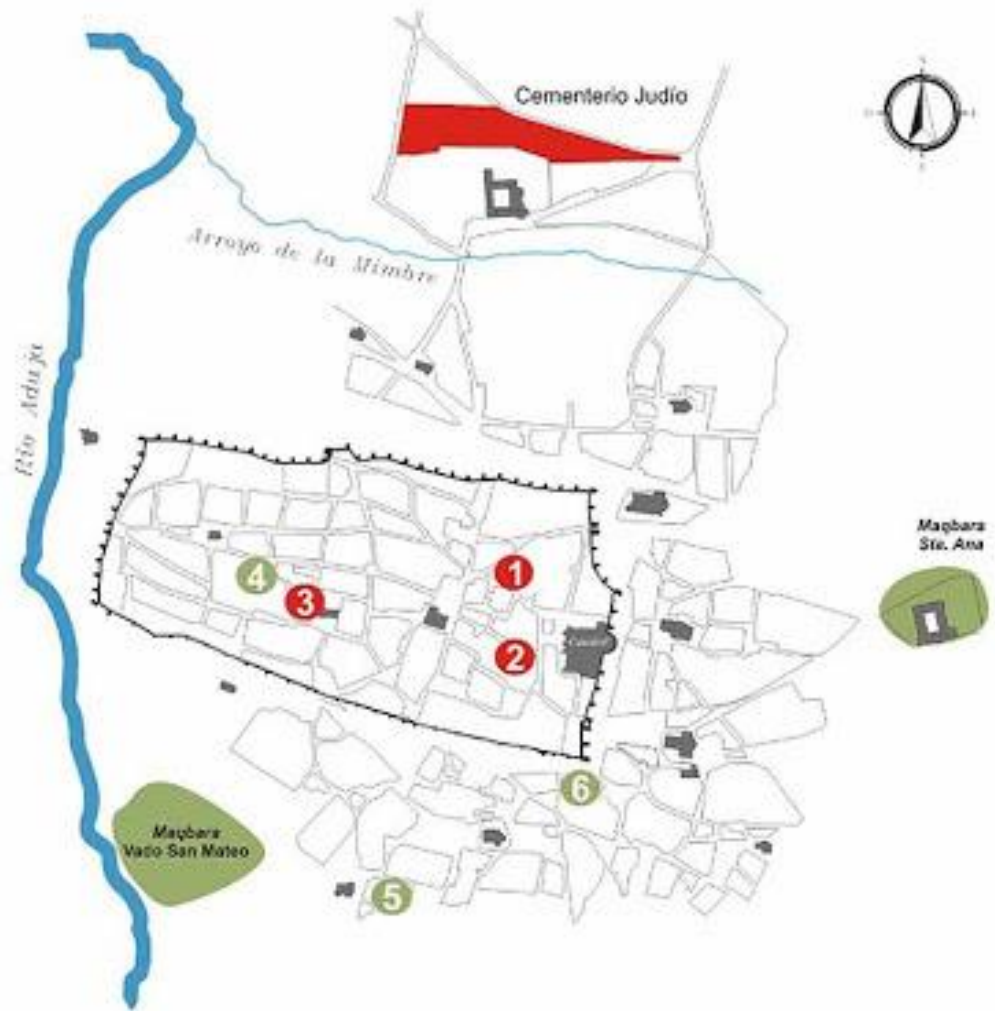 Cementerio Judío
Arroyo de la Mimbre
Río Adaja
Maqbara
Sta. Ana
4
1
3
2
6
Maqbara
Vado San Mateo
5